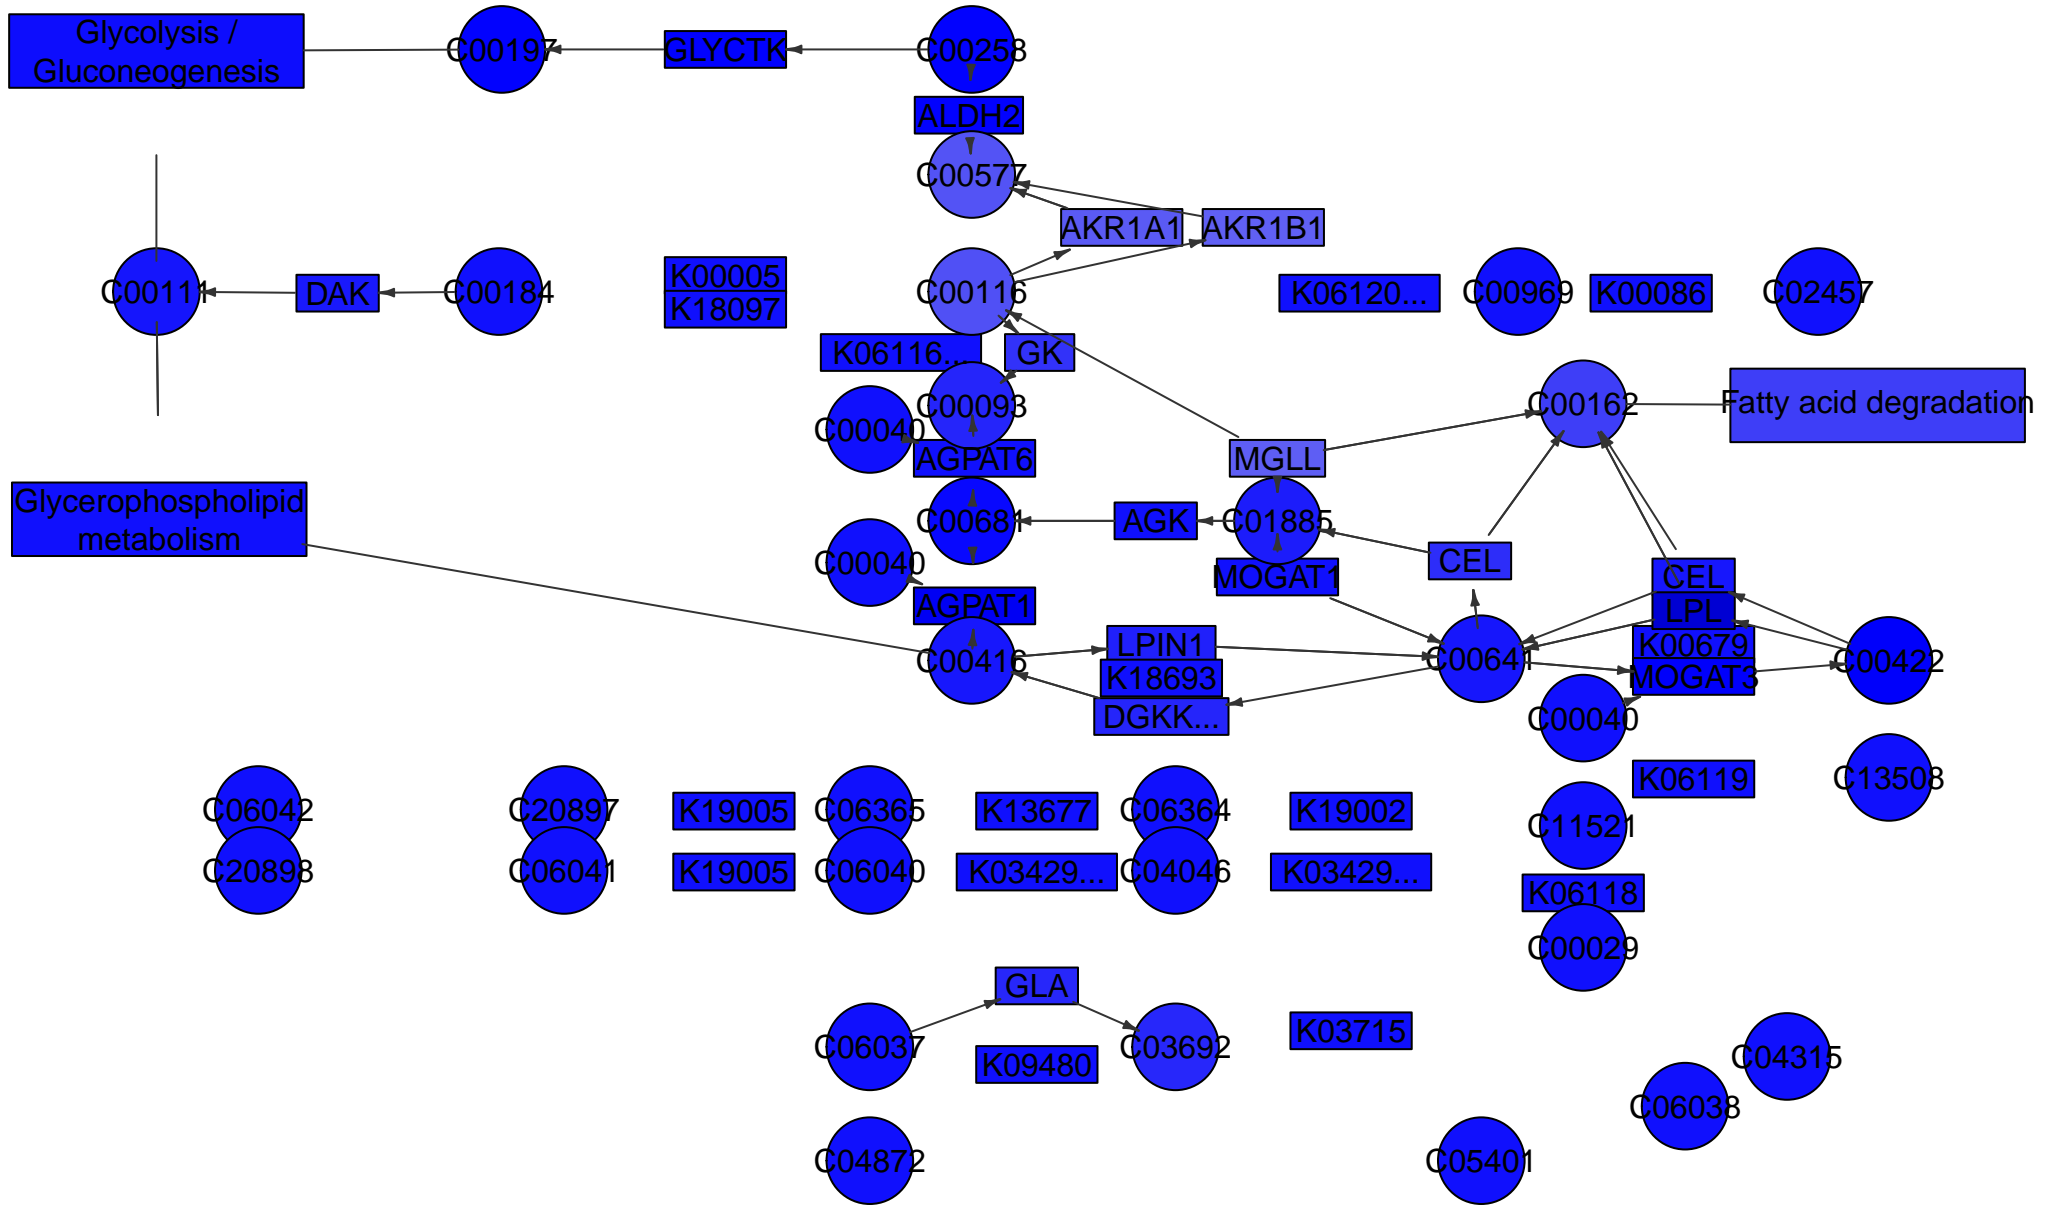 Glycolysis /
Gluconeogenesis
C00197
GLYCTK
C00258
ALDH2
C00577
AKR1A1
AKR1B1
C00111
DAK
C00184
K00005
K18097
C00116
K06120...
C00969
K00086
C02457
K06116...
GK
C00093
C00162
Fatty acid degradation
C00040
AGPAT6
MGLL
Glycerophospholipid
metabolism
C00681
AGK
C01885
CEL
C00040
MOGAT1
CEL
AGPAT1
LPL
C00416
LPIN1
K18693
DGKK...
C00641
K00679
MOGAT3
C00422
C00040
K06119
C13508
C06042
C20897
K19005
C06365
K13677
C06364
K19002
C11521
C20898
C06041
K19005
C06040
K03429...
C04046
K03429...
K06118
C00029
GLA
C06037
K09480
C03692
K03715
C04315
C06038
C04872
C05401